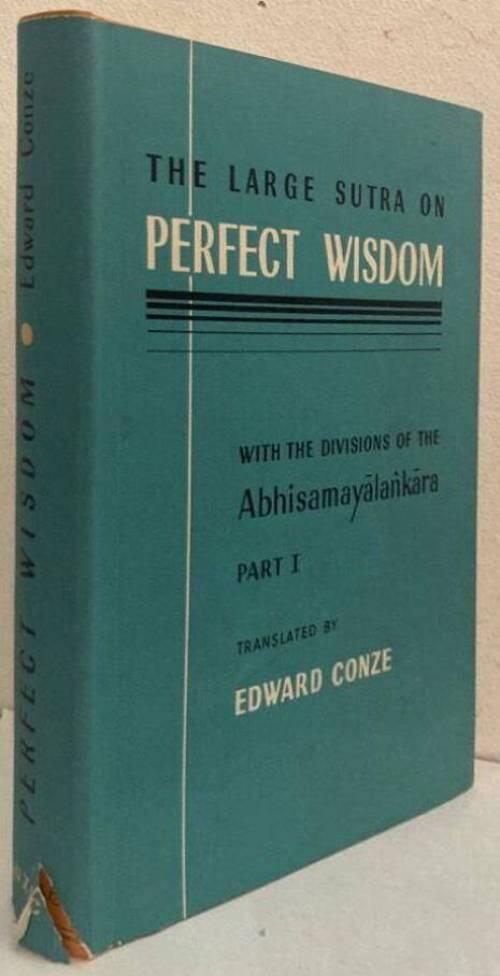 THE LARGE SUTRA ON
PERFECT WISDOM
WITH THE DIVISIONS OF THE
Abhisamayālaṅkāra
PART I
TRANSLATED BY
EDWARD CONZE
PERFECT WISDOM • Edward Conze